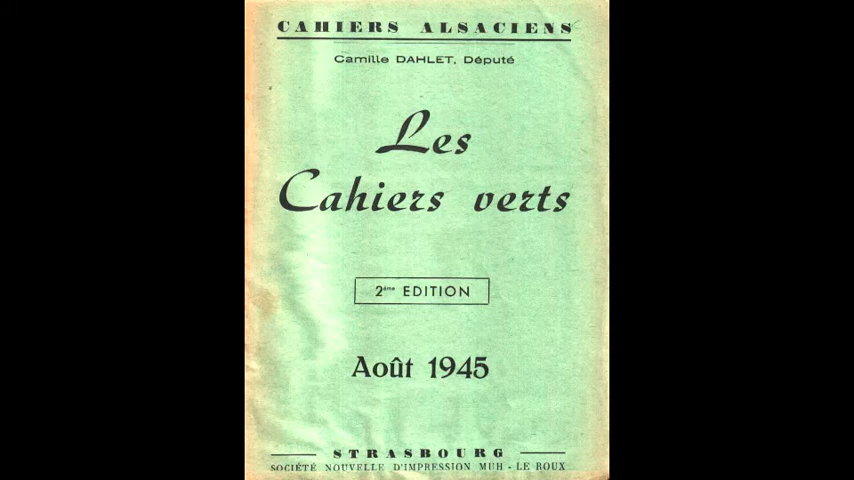 CAHIERS ALSACIENS
Camille DAHLET, Député
Les
Cahiers verts
2ème EDITION
Août 1945
STRASBOURG
SOCIÉTÉ NOUVELLE D'IMPRESSION MUH - LE ROUX